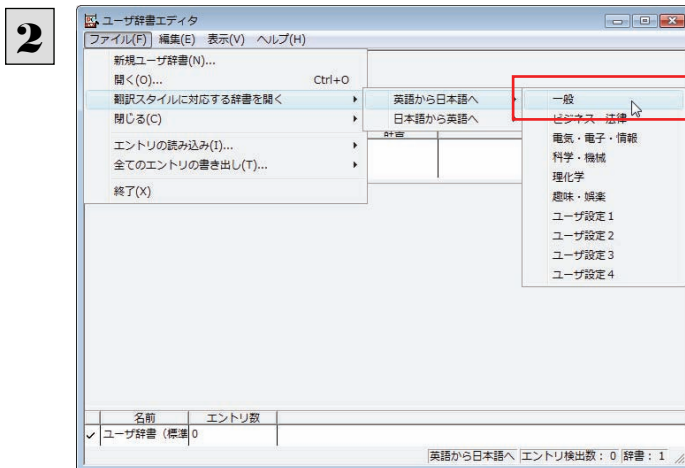 2
ユーザ辞書エディタ
ファイル(F) 編集(E) 表示(V) ヘルプ(H)
新規ユーザ辞書(N)...
開く(O)... Ctrl+O
翻訳スタイルに対応する辞書を開く
閉じる(C)
エントリの読み込み(I)...
全てのエントリの書き出し(T)...
終了(X)
英語から日本語へ
日本語から英語へ
一般
ビジネス・法律
電気・電子・情報
科学・機械
理化学
趣味・娯楽
ユーザ設定1
ユーザ設定2
ユーザ設定3
ユーザ設定4
名前 エントリ数
ユーザ辞書（標準 0
英語から日本語へ エントリ検出数： 0 辞書： 1